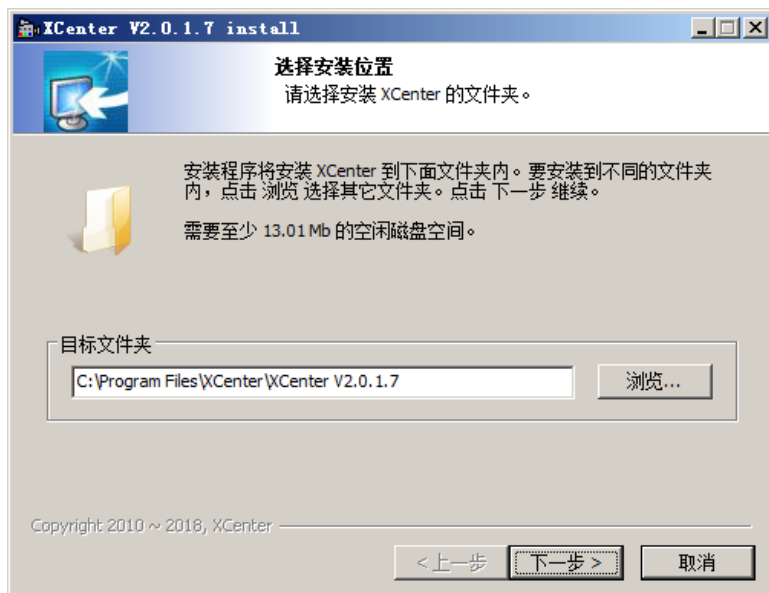 XCenter V2.0.1.7 install
选择安装位置
请选择安装 XCenter 的文件夹。
安装程序将安装 XCenter 到下面文件夹内。要安装到不同的文件夹
内，点击 浏览 选择其它文件夹。点击 下一步 继续。
需要至少 13.01 Mb 的空闲磁盘空间。
目标文件夹
C:\Program Files\XCenter\XCenter V2.0.1.7
浏览...
Copyright 2010 ~ 2018, XCenter
<上一步
下一步 >
取消